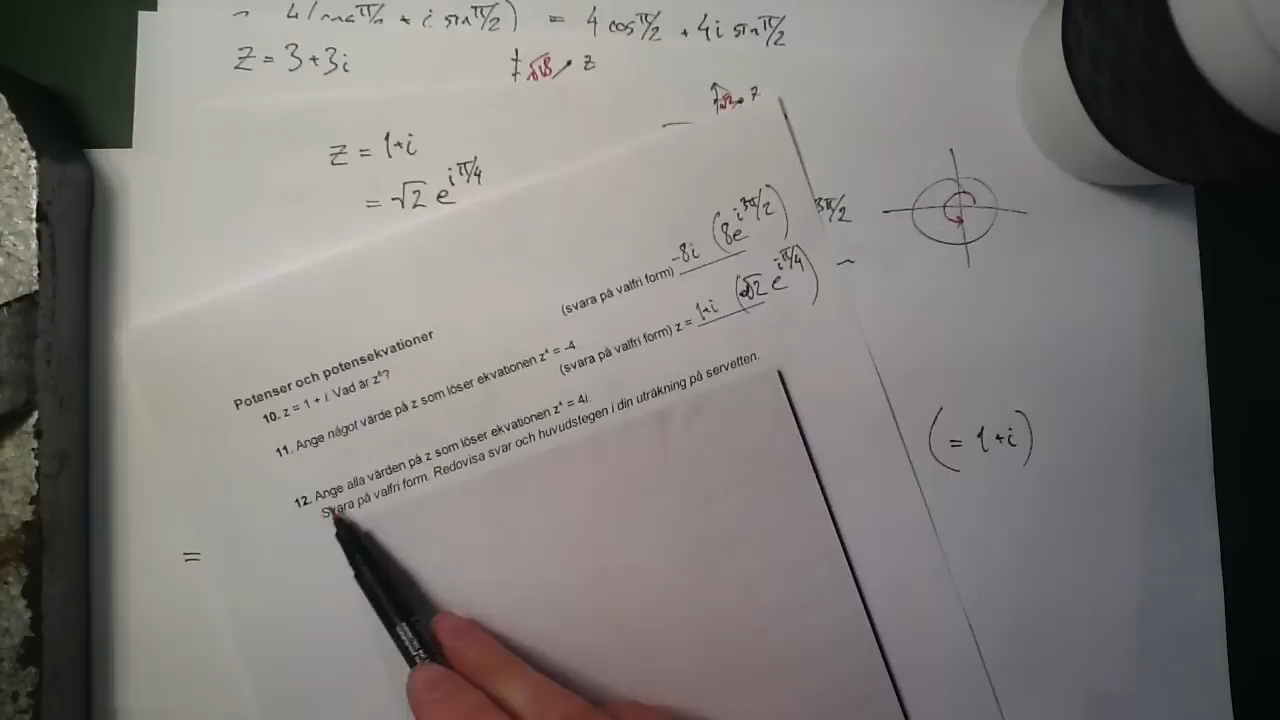 = 4 cos π/2 + 4i sin π/2
z = 3+3i
√18 z
z
z = 1+i
= √2 e^{iπ/4}
3π/2
Potenser och potensekvationer
10. z = 1 + i. Vad är z⁶?
(svara på valfri form) -8i (8e^{i3π/2})
11. Ange något värde på z som löser ekvationen z⁴ = -4
(svara på valfri form) z = 1+i (√2 e^{iπ/4})
12. Ange alla värden på z som löser ekvationen z⁴ = 4i.
Svara på valfri form. Redovisa svar och huvudstegen i din uträkning på servetten.
(= 1+i)
=